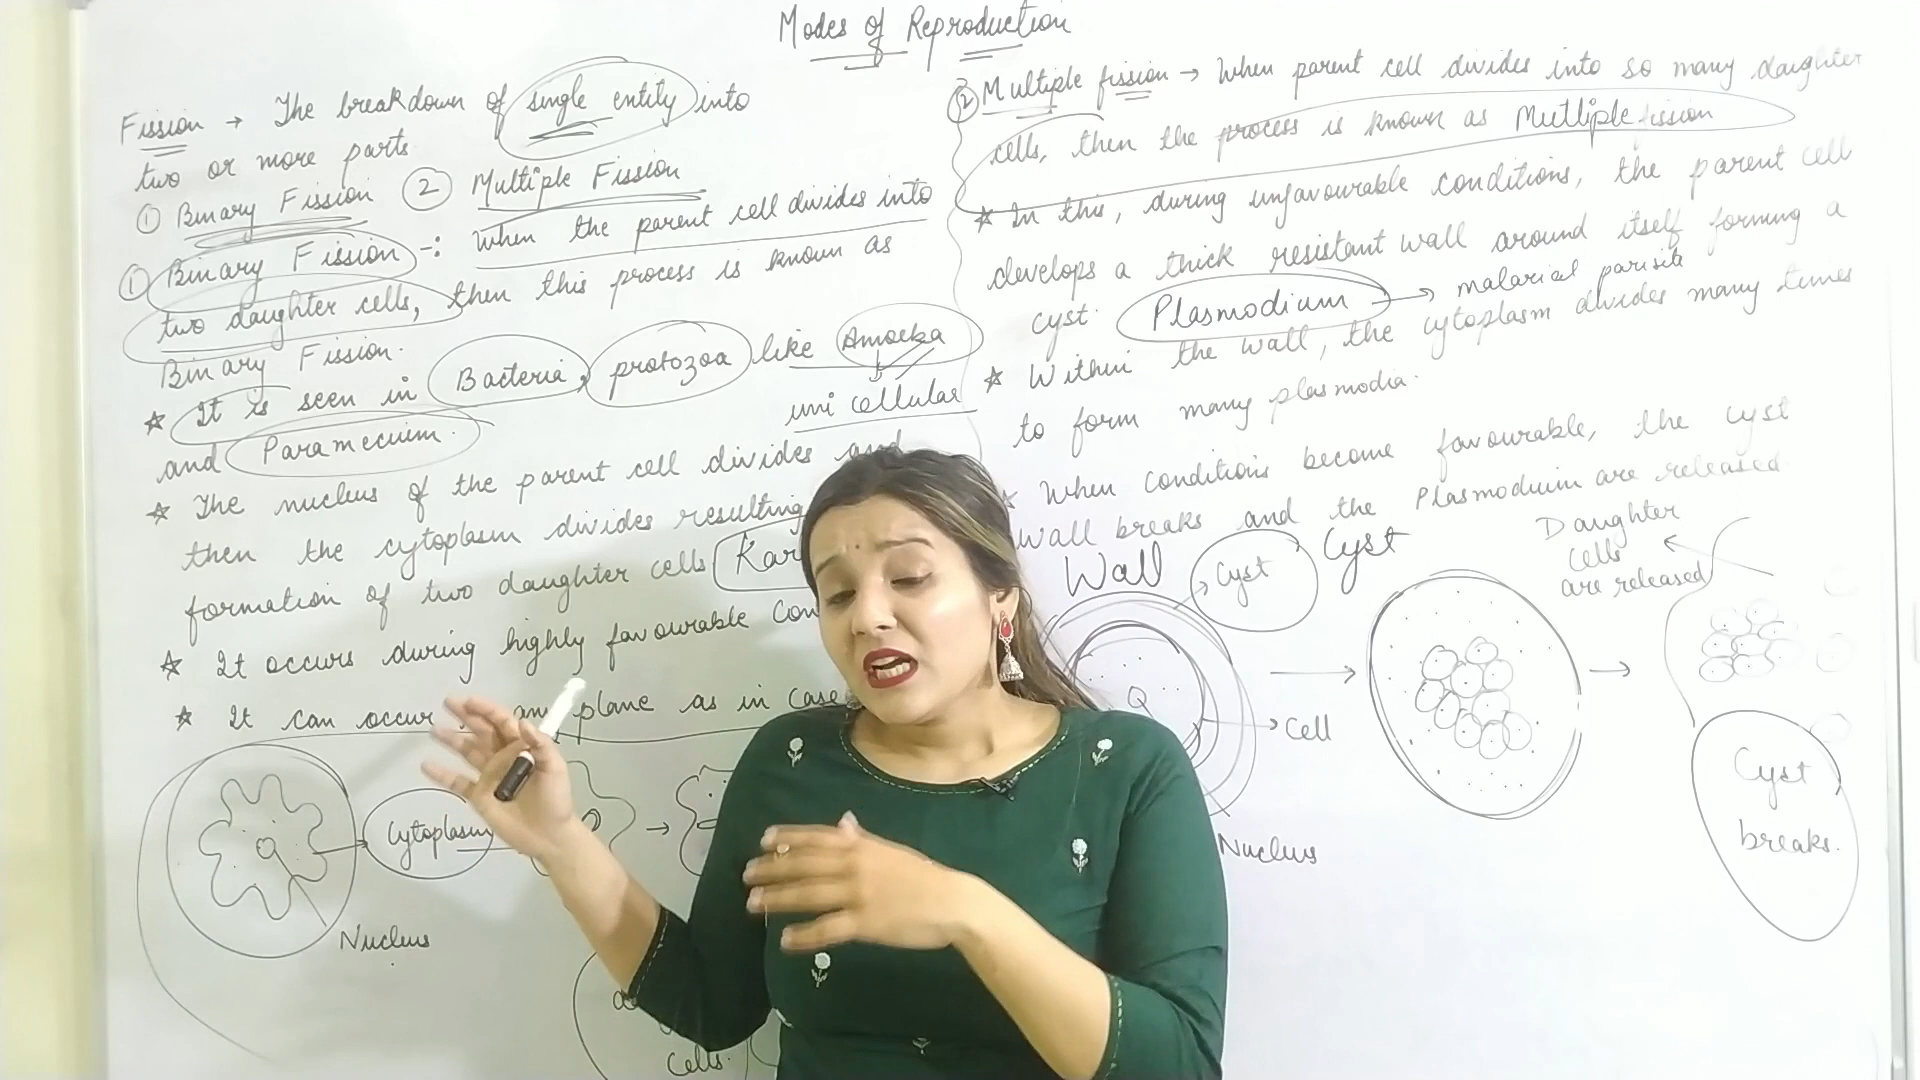 Modes of Reproduction
Fission → The breakdown of single entity into
two or more parts
① Binary Fission ② Multiple Fission
① Binary Fission -: When the parent cell divides into
two daughter cells, then this process is known as
Binary Fission.
★ It is seen in Bacteria, protozoa like Amoeba
uni cellular
and Paramecium.
★ The nucleus of the parent cell divides and
then the cytoplasm divides resulting
formation of two daughter cells
★ It occurs during highly favourable
★ It can occur any plane as in case
Cytoplasm
Nucleus
Cells.
② Multiple fission → When parent cell divides into so many daughter
cells, then the process is known as Multliple fission
★ In this, during unfavourable conditions, the parent cell
develops a thick resistant wall around itself forming a
cyst. Plasmodium → malarial parisite
★ Within the wall, the cytoplasm divides many times
to form many plasmodia.
★ When conditions become favourable, the cyst
wall breaks and the Plasmodium are released
Wall
Cyst
Cyst
Cell
Nucleus
Daughter
cells
are released
Cyst
breaks.